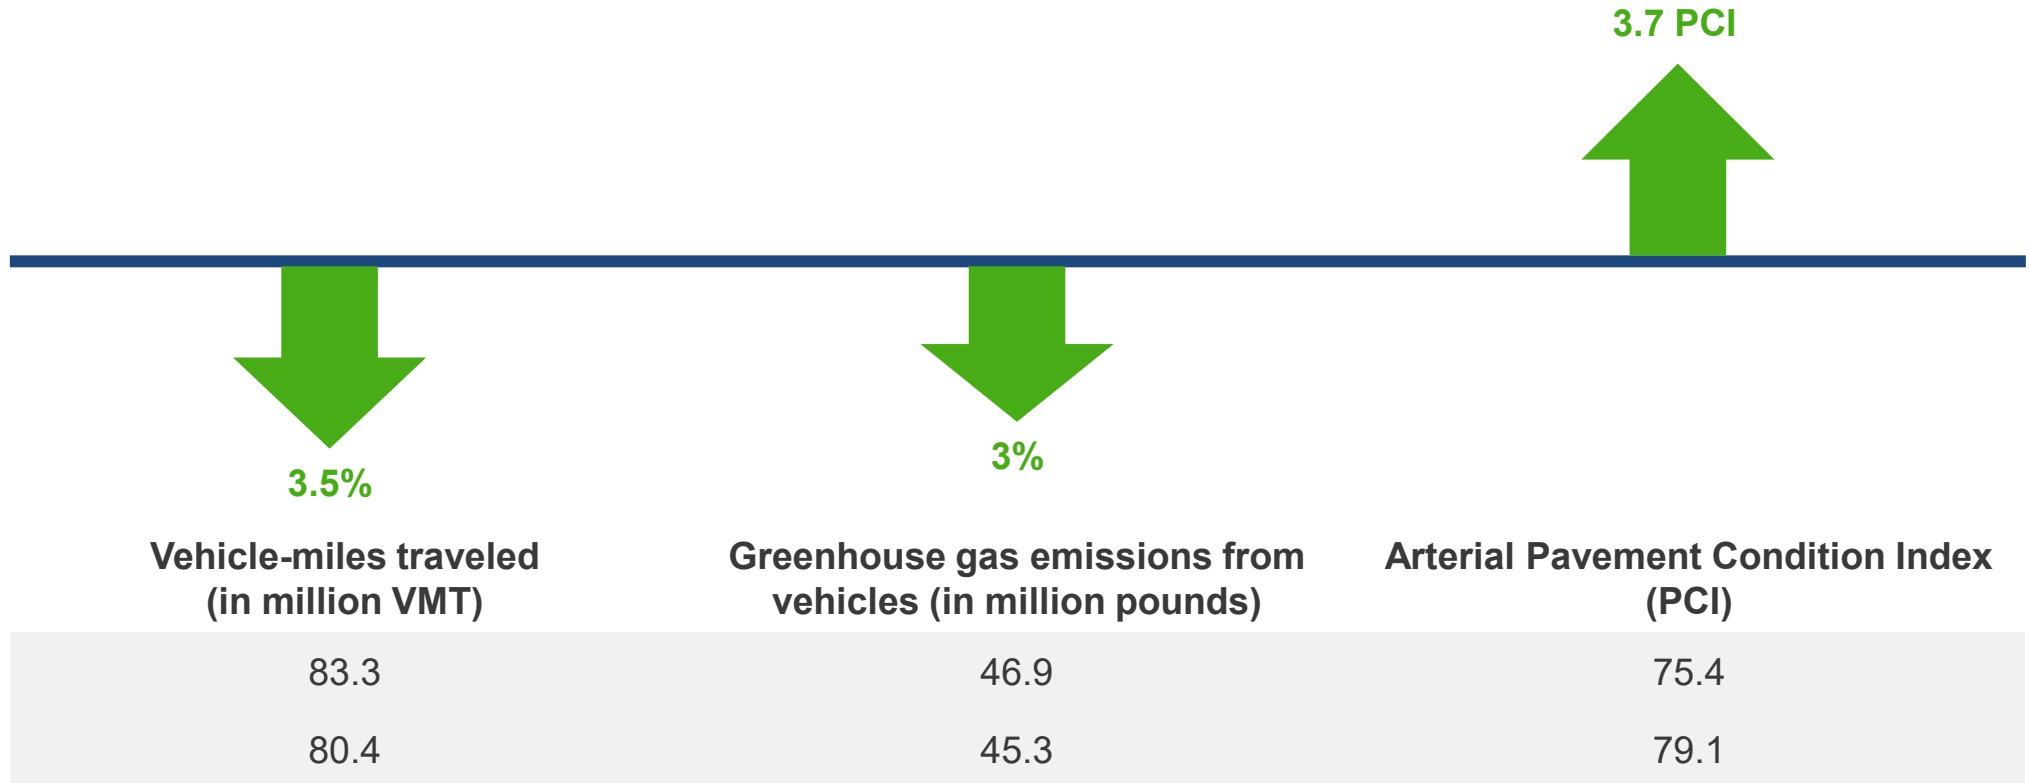 3.7 PCI
3.5%
3%
Vehicle-miles traveled
(in million VMT)
Greenhouse gas emissions from
vehicles (in million pounds)
Arterial Pavement Condition Index
(PCI)
83.3
46.9
75.4
80.4
45.3
79.1